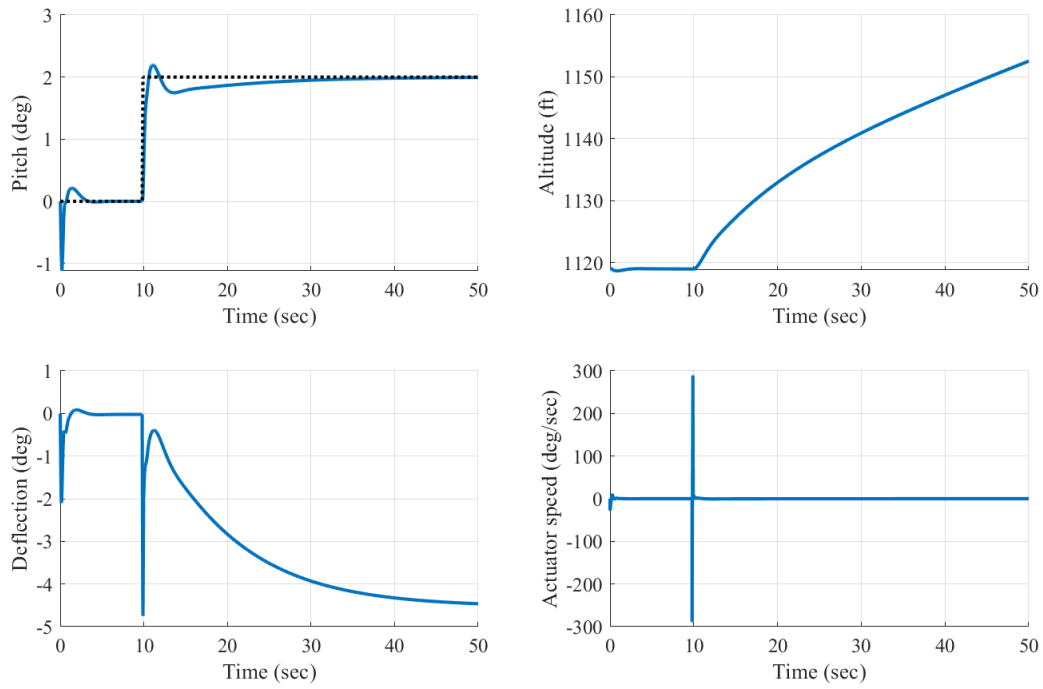 3
2
1
0
-1
Pitch (deg)
0 10 20 30 40 50
Time (sec)
1160
1150
1140
1130
1120
Altitude (ft)
0 10 20 30 40 50
Time (sec)
1
0
-1
-2
-3
-4
-5
Deflection (deg)
0 10 20 30 40 50
Time (sec)
300
200
100
0
-100
-200
-300
Actuator speed (deg/sec)
0 10 20 30 40 50
Time (sec)